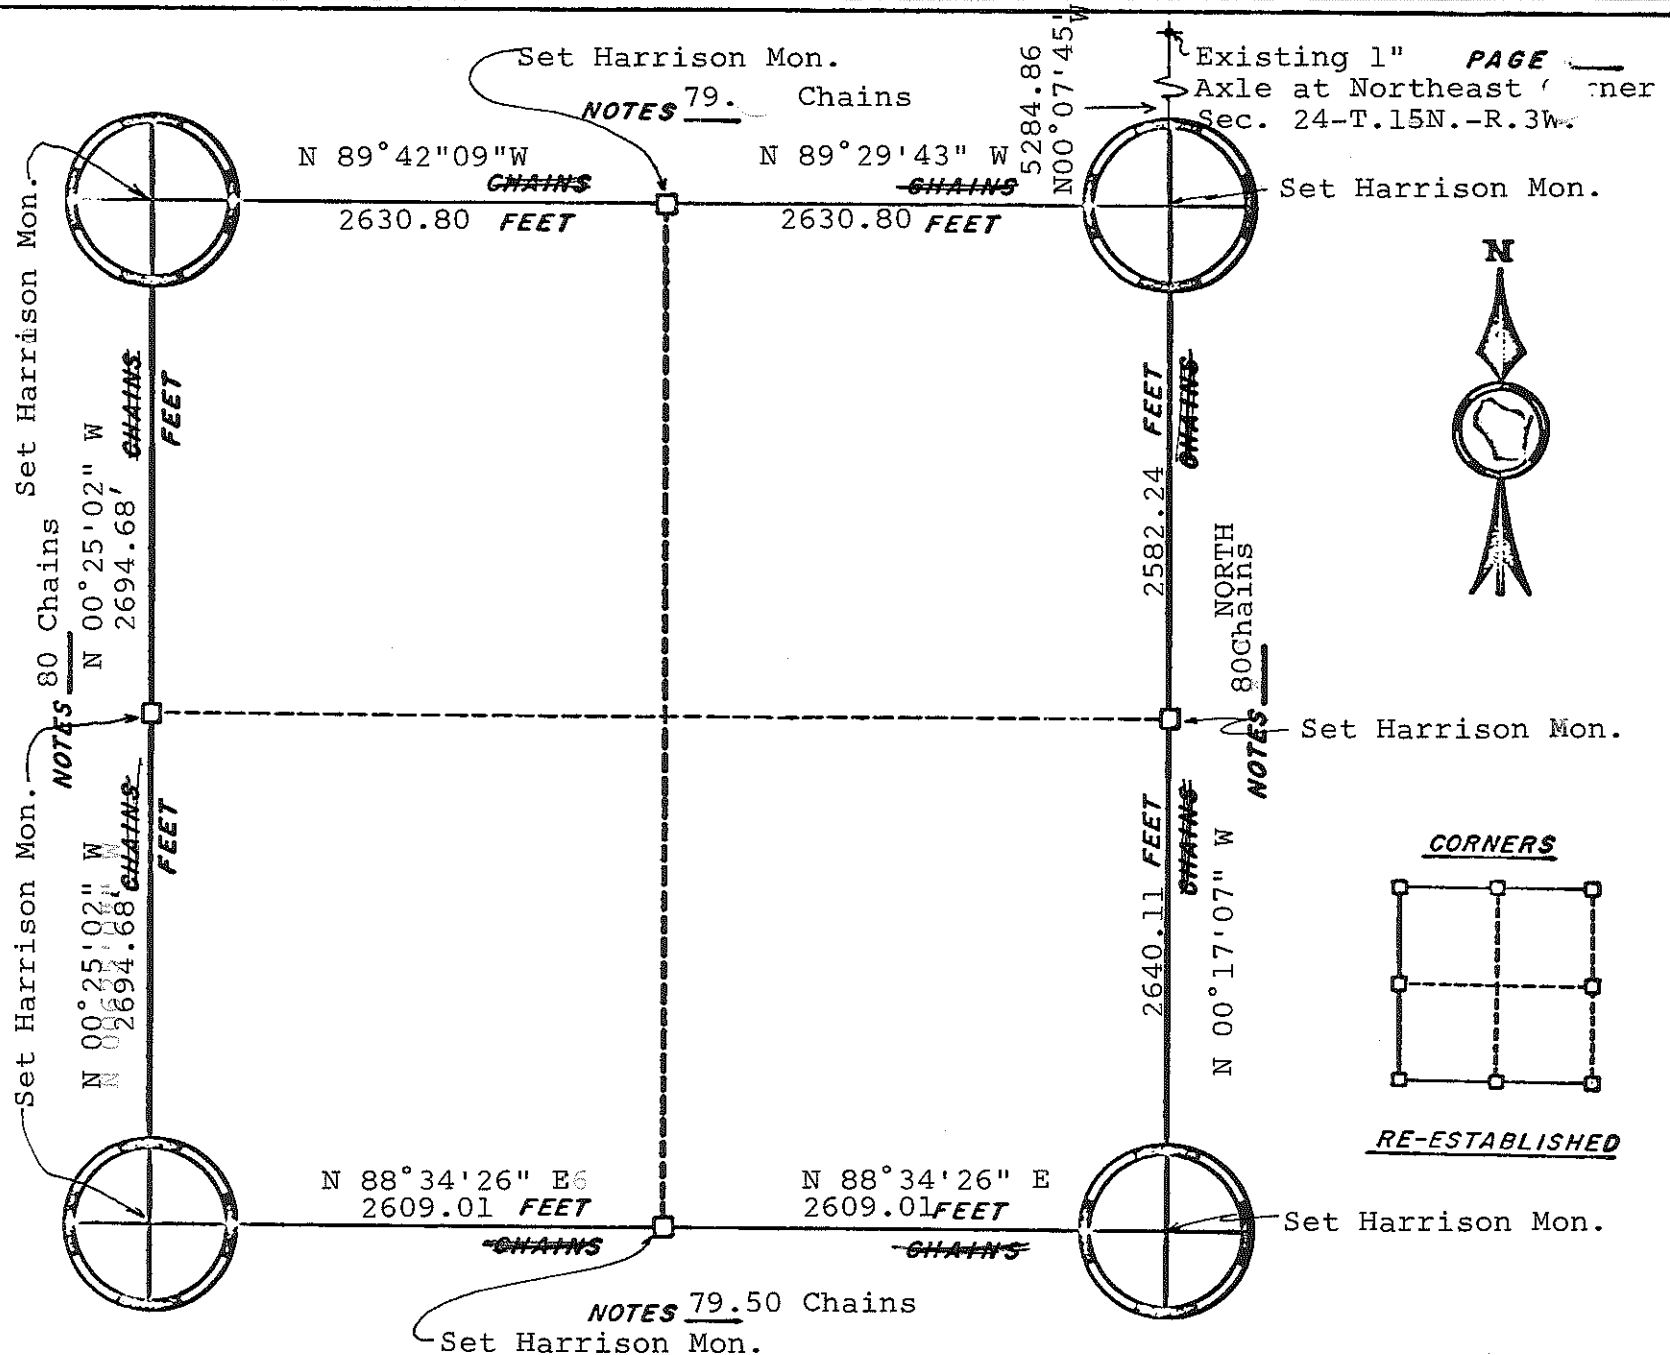 Set Harrison Mon.
NOTES 79. Chains
5284.86
N00°07'45"W
Existing 1" PAGE
Axle at Northeast
Sec. 24-T.15N.-R.3W.
N 89°42"09"W
CHAINS
2630.80 FEET
N 89°29'43" W
CHAINS
2630.80 FEET
Set Harrison Mon.
Set Harrison Mon.
N
CHAINS
FEET
N 00°25'02" W
2694.68'
NOTES 80 Chains
2582.24 FEET
CHAINS
NORTH
NOTES 80Chains
Set Harrison Mon.
Set Harrison Mon.
CHAINS
FEET
N 00°25'02" W
2694.68'
2640.11 FEET
CHAINS
N 00°17'07" W
CORNERS
RE-ESTABLISHED
N 88°34'26" E6
2609.01 FEET
CHAINS
N 88°34'26" E
2609.01 FEET
CHAINS
Set Harrison Mon.
NOTES 79.50 Chains
Set Harrison Mon.